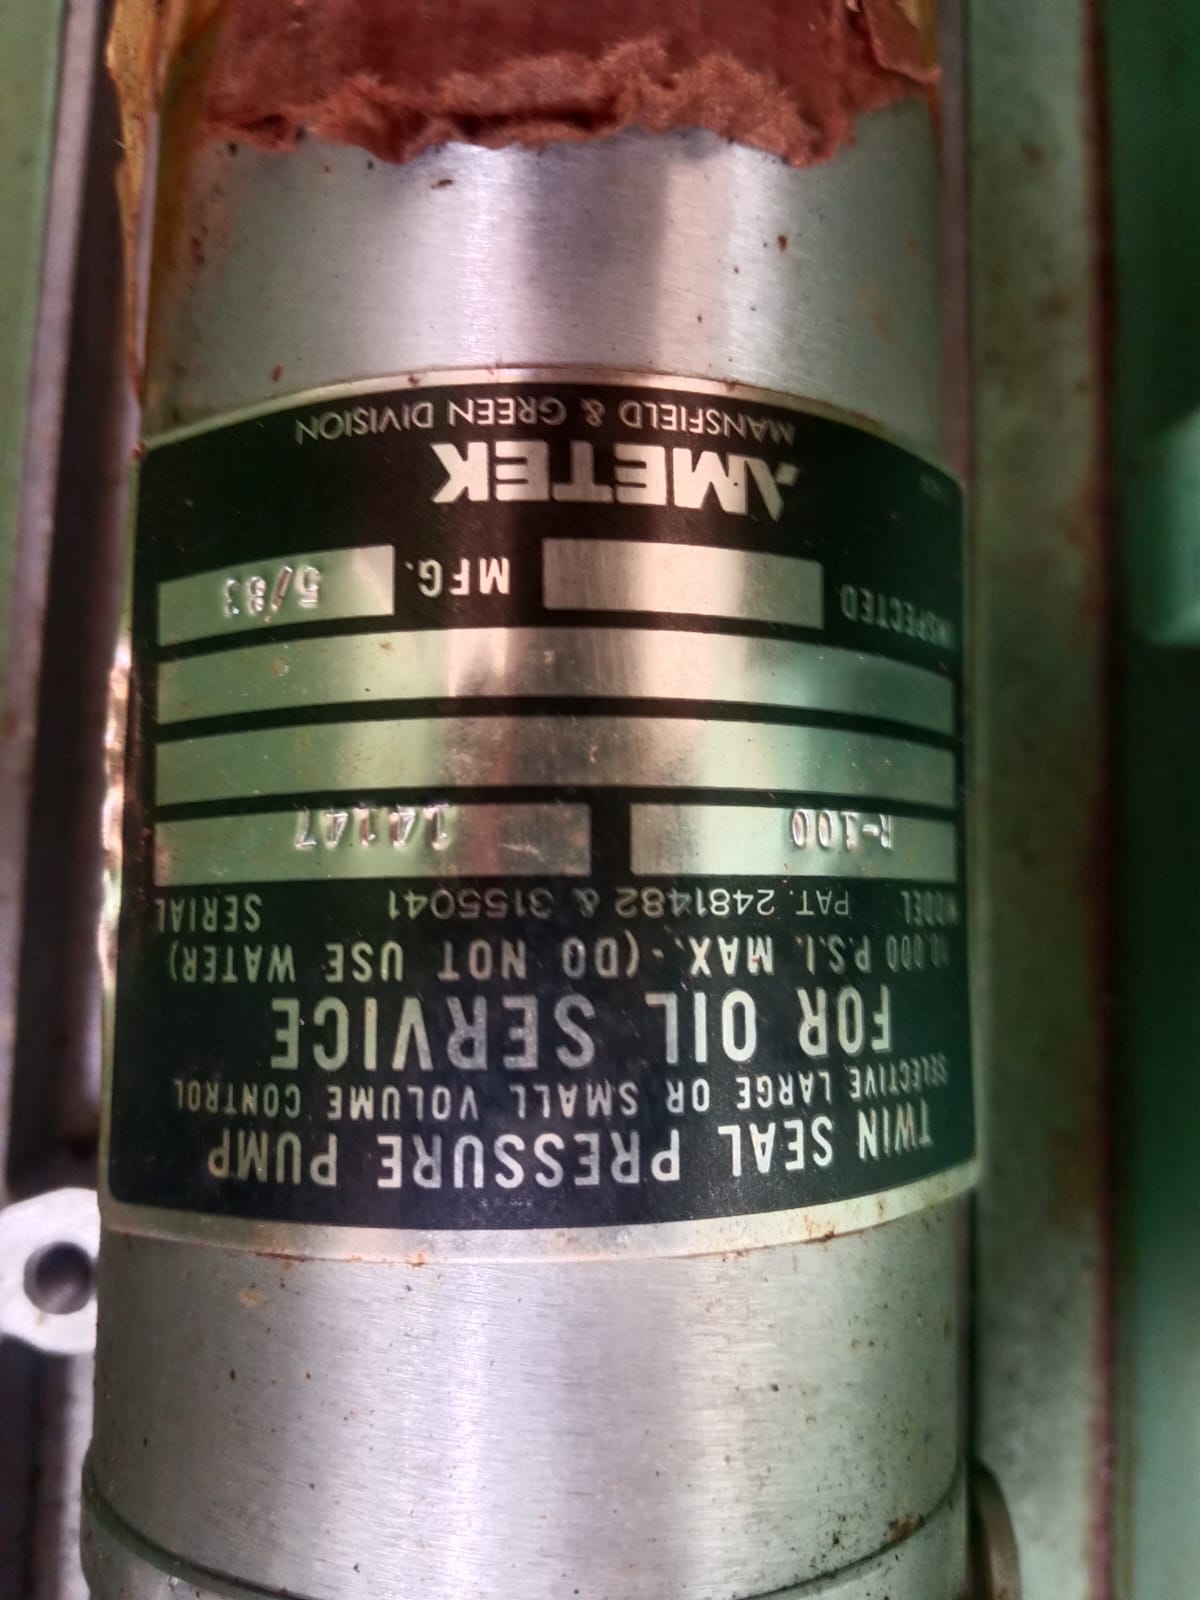 TWIN SEAL PRESSURE PUMP
SELECTIVE LARGE OR SMALL VOLUME CONTROL
FOR OIL SERVICE
10,000 P.S.I. MAX. - (DO NOT USE WATER)
MODEL PAT. 2481482 & 3155041 SERIAL
R-100 14147
INSPECTED MFG. 5/83
AMETEK
MANSFIELD & GREEN DIVISION